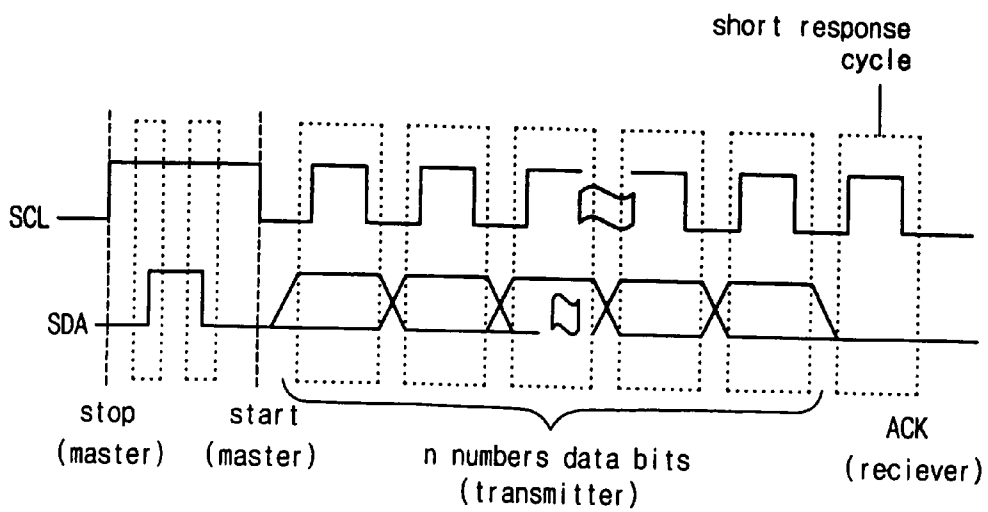 short response
cycle
SCL
SDA
stop
(master)
start
(master)
n numbers data bits
(transmitter)
ACK
(reciever)